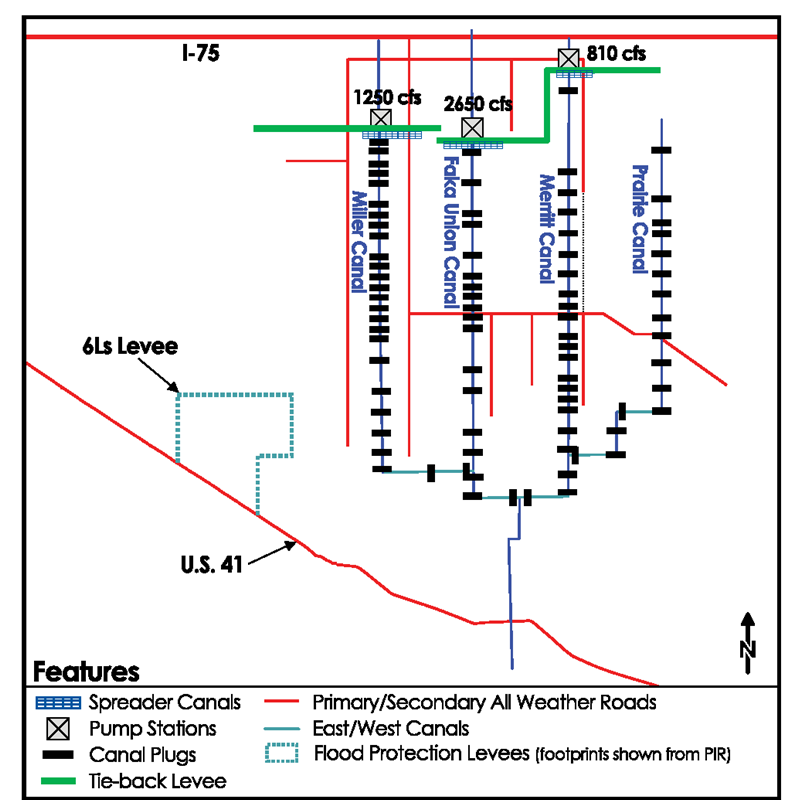 I-75
810 cfs
1250 cfs
2650 cfs
Miller Canal
Faka Union Canal
Merritt Canal
Prairie Canal
6Ls Levee
U.S. 41
N
Features
Spreader Canals
Primary/Secondary All Weather Roads
Pump Stations
East/West Canals
Canal Plugs
Flood Protection Levees (footprints shown from PIR)
Tie-back Levee